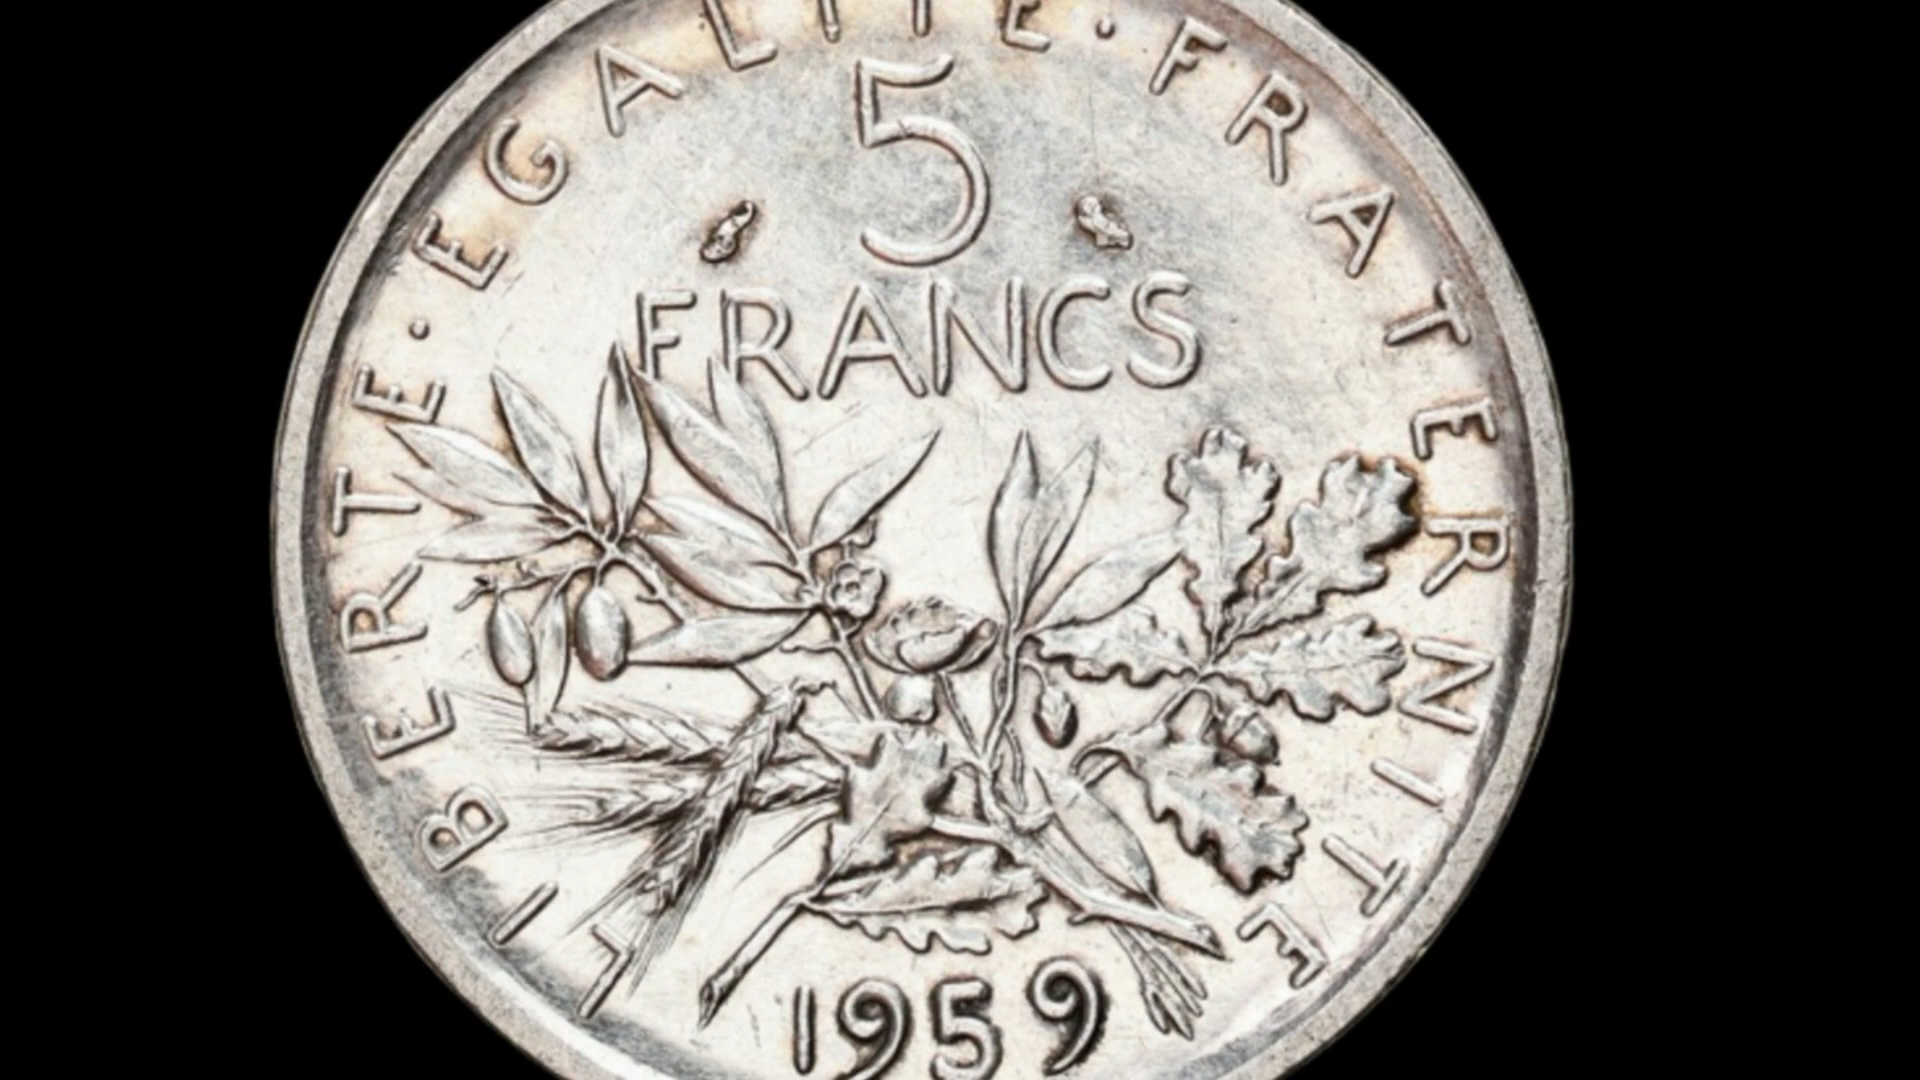 LIBERTE · EGALITE · FRATERNITE
5
FRANCS
1959